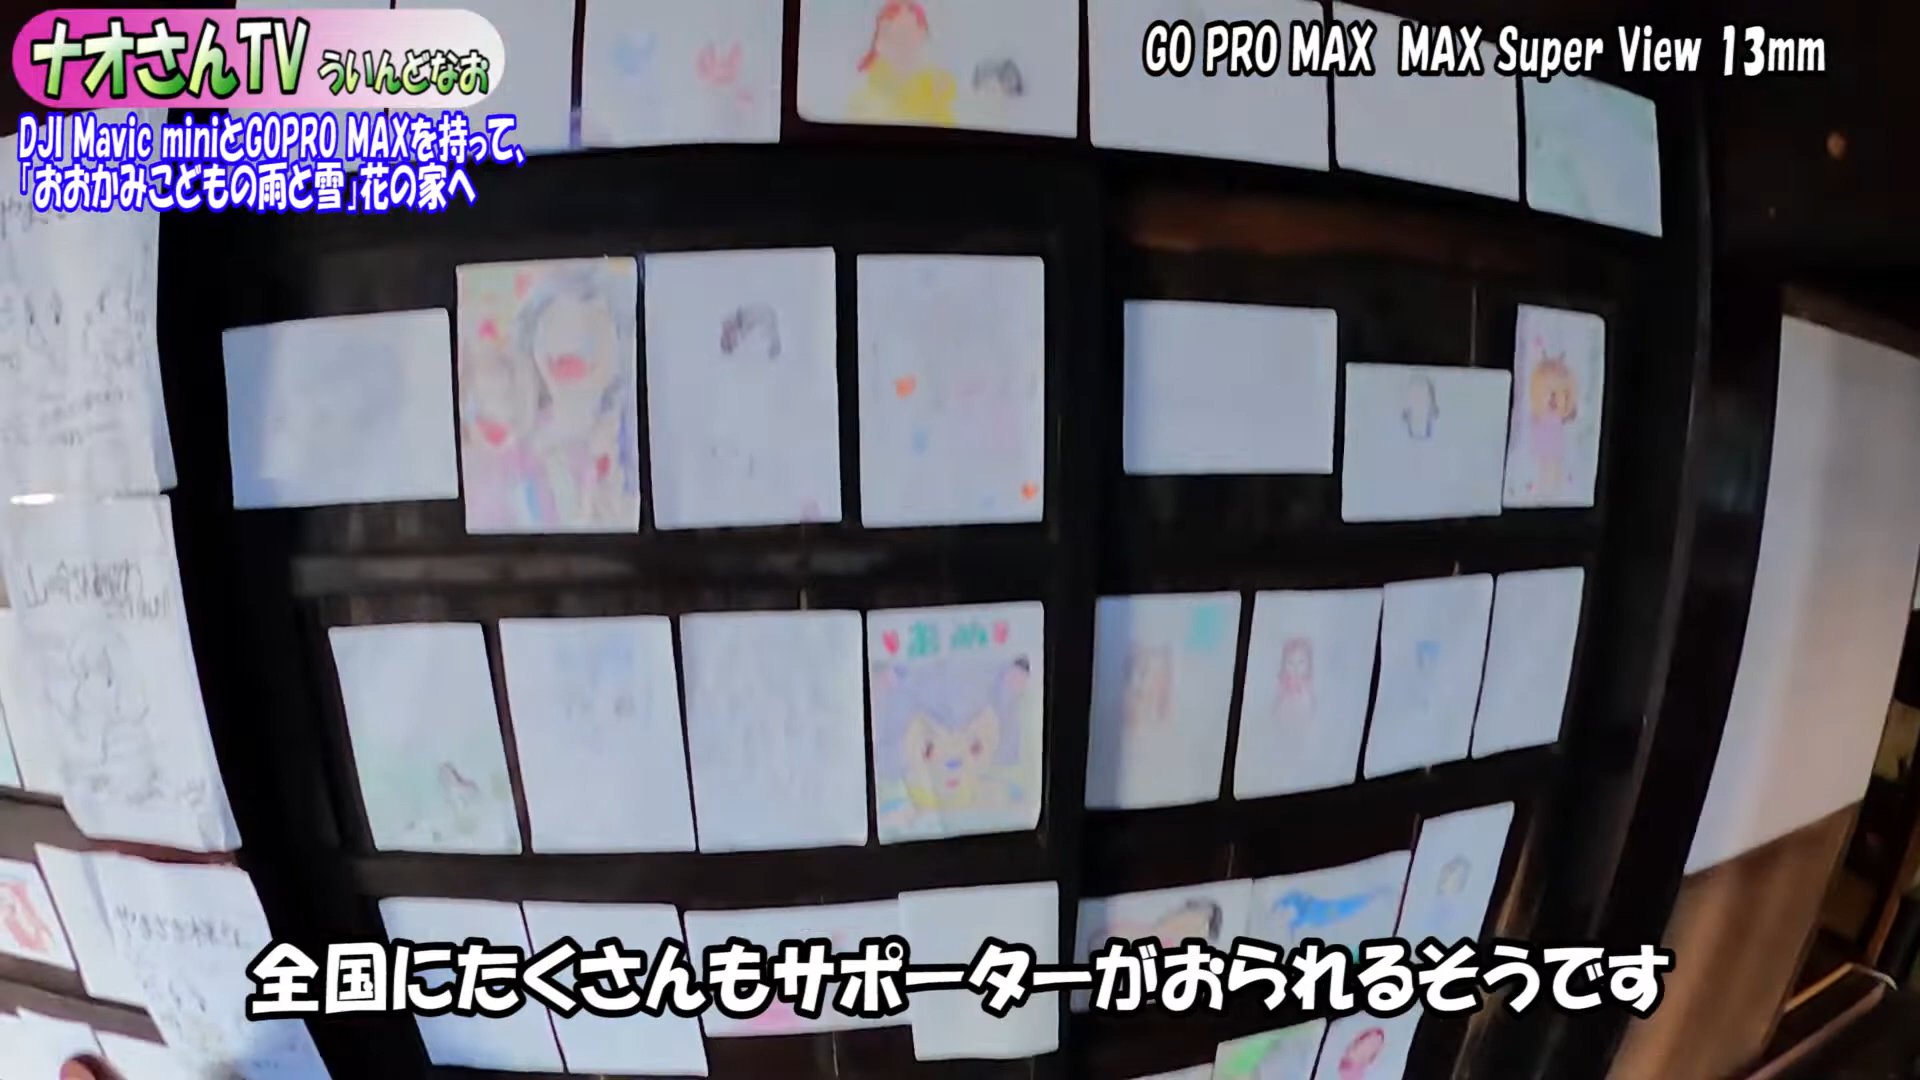 ナオさんTV ういんどなお
GO PRO MAX MAX Super View 13mm
DJI Mavic miniとGOPRO MAXを持って、
「おおかみこどもの雨と雪」花の家へ
全国にたくさんもサポーターがおられるそうです